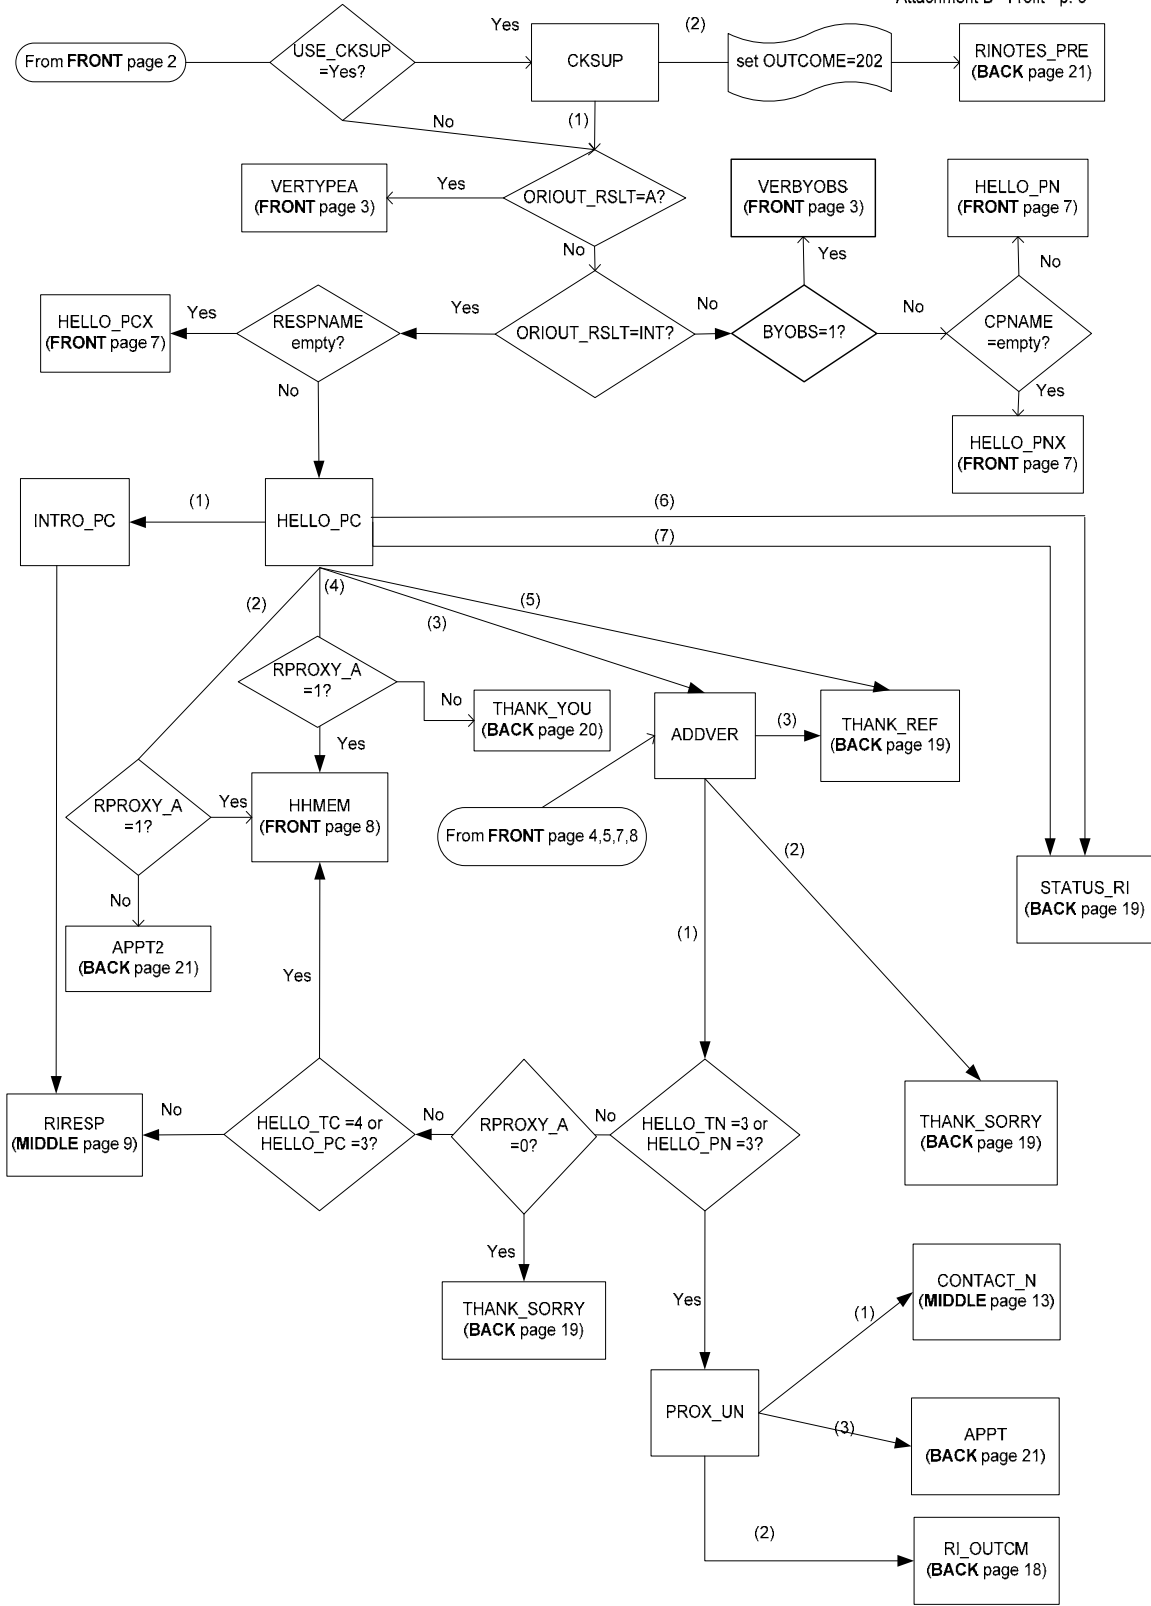 From FRONT page 2
USE_CKSUP
=Yes?
Yes
CKSUP
(2)
set OUTCOME=202
RINOTES_PRE
(BACK page 21)
No
(1)
VERTYPEA
(FRONT page 3)
Yes
ORIOUT_RSLT=A?
VERBYOBS
(FRONT page 3)
HELLO_PN
(FRONT page 7)
No
Yes
No
HELLO_PCX
(FRONT page 7)
Yes
RESPNAME
empty?
Yes
ORIOUT_RSLT=INT?
No
BYOBS=1?
No
CPNAME
=empty?
No
Yes
HELLO_PNX
(FRONT page 7)
INTRO_PC
(1)
HELLO_PC
(6)
(7)
(2)
(4)
(3)
(5)
RPROXY_A
=1?
No
THANK_YOU
(BACK page 20)
ADDVER
(3)
THANK_REF
(BACK page 19)
Yes
RPROXY_A
=1?
Yes
HHMEM
(FRONT page 8)
From FRONT page 4,5,7,8
(2)
STATUS_RI
(BACK page 19)
No
APPT2
(BACK page 21)
(1)
Yes
RIRESP
(MIDDLE page 9)
No
HELLO_TC =4 or
HELLO_PC =3?
No
RPROXY_A
=0?
No
HELLO_TN =3 or
HELLO_PN =3?
THANK_SORRY
(BACK page 19)
Yes
THANK_SORRY
(BACK page 19)
Yes
CONTACT_N
(MIDDLE page 13)
(1)
PROX_UN
(3)
APPT
(BACK page 21)
(2)
RI_OUTCM
(BACK page 18)